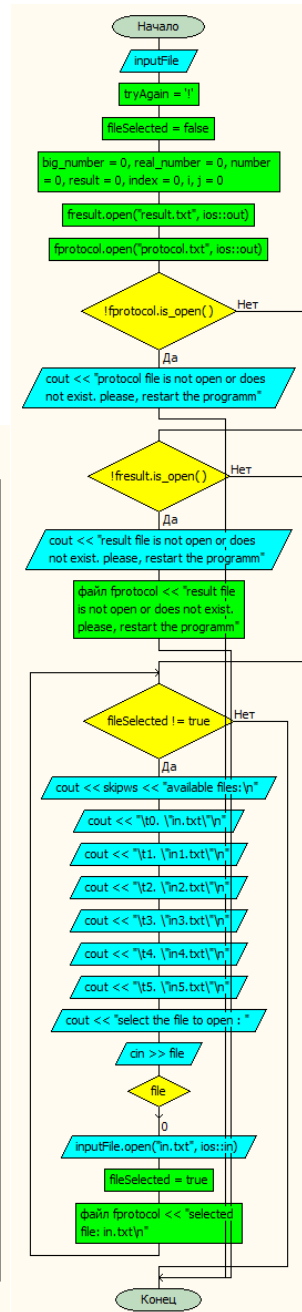 Начало
inputFile
tryAgain = '!'
fileSelected = false
big_number = 0, real_number = 0, number
= 0, result = 0, index = 0, i, j = 0
fresult.open("result.txt", ios::out)
fprotocol.open("protocol.txt", ios::out)
!fprotocol.is_open( )
Нет
Да
cout << "protocol file is not open or does
not exist. please, restart the programm"
!fresult.is_open( )
Нет
Да
cout << "result file is not open or does
not exist. please, restart the programm"
файл fprotocol << "result file
is not open or does not exist.
please, restart the programm"
fileSelected != true
Нет
Да
cout << skipws << "available files:\n"
cout << "\t0. \"in.txt\"\n"
cout << "\t1. \"in1.txt\"\n"
cout << "\t2. \"in2.txt\"\n"
cout << "\t3. \"in3.txt\"\n"
cout << "\t4. \"in4.txt\"\n"
cout << "\t5. \"in5.txt\"\n"
cout << "select the file to open : "
cin >> file
file
0
inputFile.open("in.txt", ios::in)
fileSelected = true
файл fprotocol << "selected
file: in.txt\n"
Конец